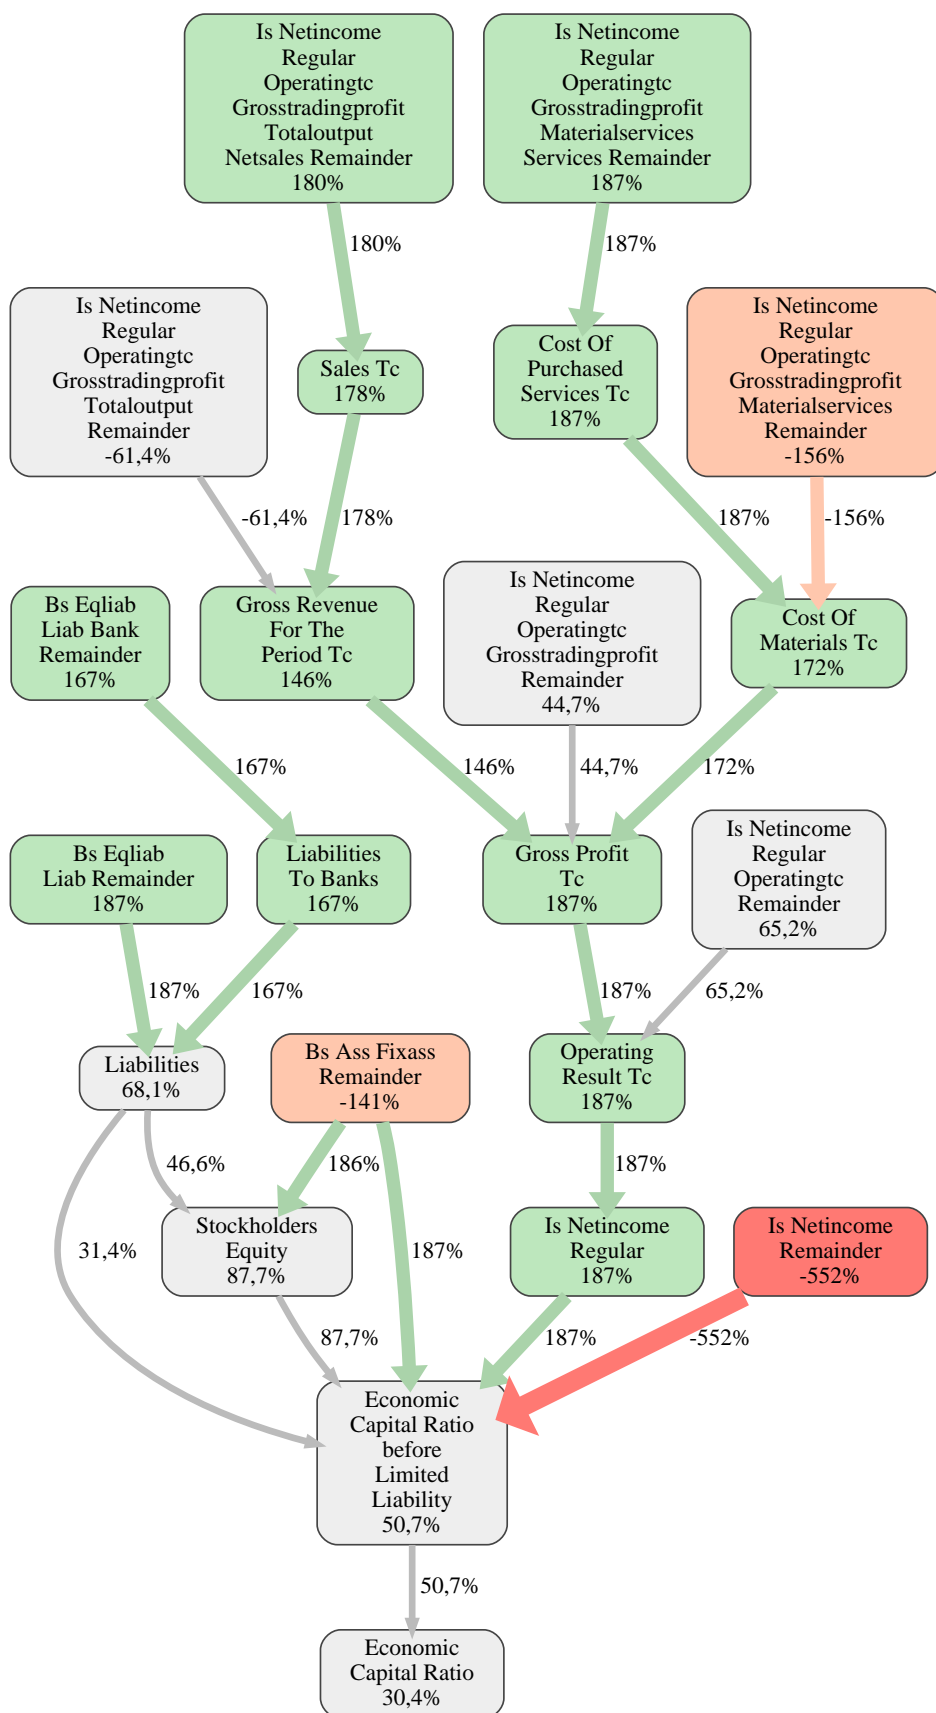 Is Netincome
Regular
Operatingtc
Grosstradingprofit
Totaloutput
Netsales Remainder
180%
Is Netincome
Regular
Operatingtc
Grosstradingprofit
Materialservices
Services Remainder
187%
180%
187%
Is Netincome
Regular
Operatingtc
Grosstradingprofit
Totaloutput
Remainder
-61,4%
Sales Tc
178%
Cost Of
Purchased
Services Tc
187%
Is Netincome
Regular
Operatingtc
Grosstradingprofit
Materialservices
Remainder
-156%
-61,4%
178%
187%
-156%
Bs Eqliab
Liab Bank
Remainder
167%
Gross Revenue
For The
Period Tc
146%
Is Netincome
Regular
Operatingtc
Grosstradingprofit
Remainder
44,7%
Cost Of
Materials Tc
172%
167%
146%
44,7%
172%
Bs Eqliab
Liab Remainder
187%
Liabilities
To Banks
167%
Gross Profit
Tc
187%
Is Netincome
Regular
Operatingtc
Remainder
65,2%
187%
167%
187%
65,2%
Liabilities
68,1%
Bs Ass Fixass
Remainder
-141%
Operating
Result Tc
187%
46,6%
186%
187%
31,4%
Stockholders
Equity
87,7%
187%
Is Netincome
Regular
187%
Is Netincome
Remainder
-552%
87,7%
187%
-552%
Economic
Capital Ratio
before
Limited
Liability
50,7%
50,7%
Economic
Capital Ratio
30,4%